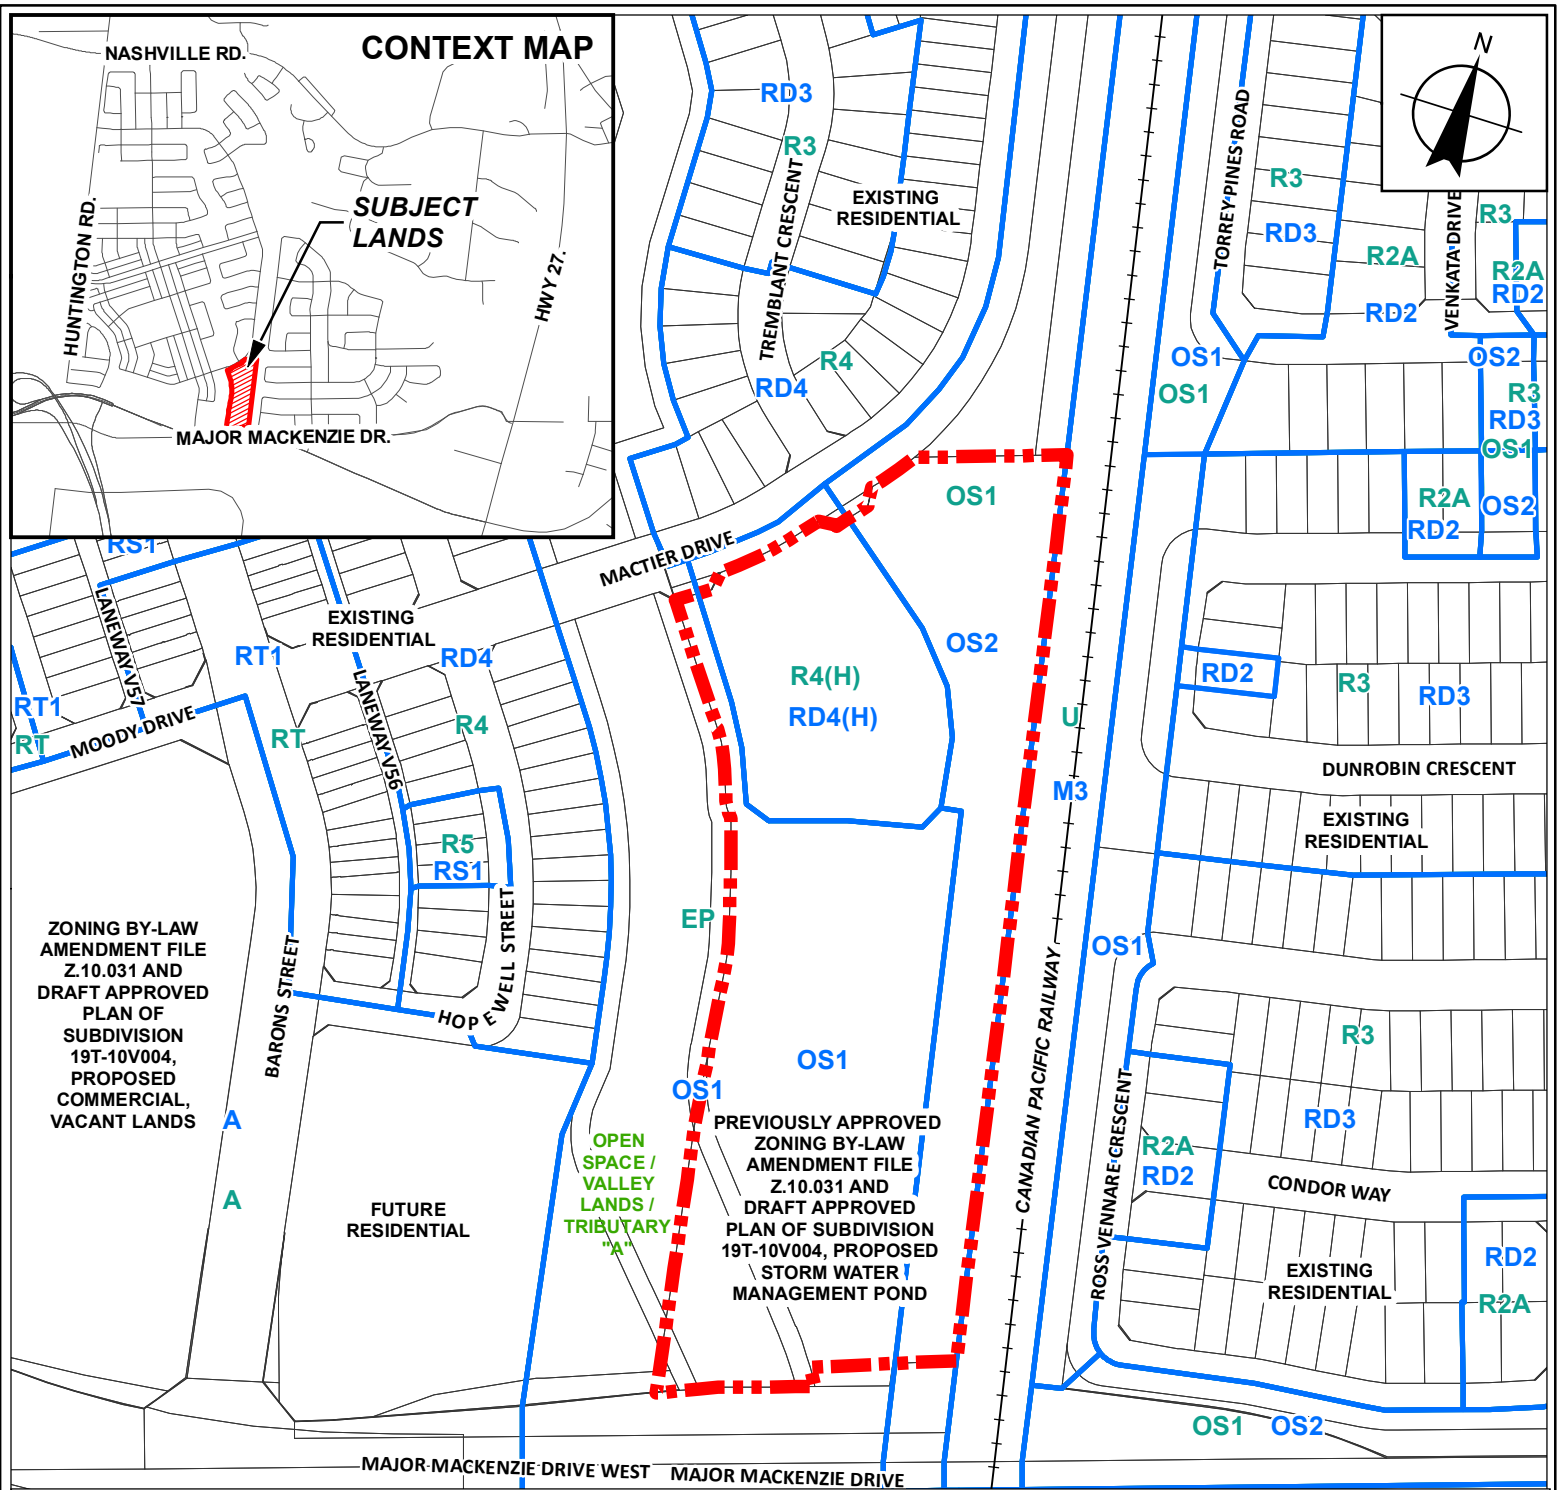 CONTEXT MAP
NASHVILLE RD.
HUNTINGTON RD.
HWY 27.
SUBJECT
LANDS
MAJOR MACKENZIE DR.
N
RD3
R3
TREMBLANT CRESCENT
EXISTING
RESIDENTIAL
R4
RD4
TORREY PINES ROAD
R3
RD3
R2A
RD2
VENKATA DRIVE
R3
R2A
RD2
OS1
OS1
OS2
R3
RD3
OS1
R2A
RD2
OS2
RS1
LANEWAY V57
EXISTING
RESIDENTIAL
MACTIER DRIVE
RT1
RD4
LANEWAY V56
RT1
RT
MOODY DRIVE
RT
R4
R5
RS1
HOPEWELL STREET
BARONS STREET
ZONING BY-LAW
AMENDMENT FILE
Z.10.031 AND
DRAFT APPROVED
PLAN OF
SUBDIVISION
19T-10V004,
PROPOSED
COMMERCIAL,
VACANT LANDS
A
A
FUTURE
RESIDENTIAL
OS1
OS2
R4(H)
RD4(H)
EP
OS1
OS1
OPEN
SPACE /
VALLEY
LANDS /
TRIBUTARY
"A"
PREVIOUSLY APPROVED
ZONING BY-LAW
AMENDMENT FILE
Z.10.031 AND
DRAFT APPROVED
PLAN OF SUBDIVISION
19T-10V004, PROPOSED
STORM WATER
MANAGEMENT POND
U
M3
CANADIAN PACIFIC RAILWAY
RD2
R3
RD3
DUNROBIN CRESCENT
EXISTING
RESIDENTIAL
OS1
R3
RD3
ROSS VENNARE CRESCENT
R2A
RD2
CONDOR WAY
EXISTING
RESIDENTIAL
RD2
R2A
OS1
OS2
MAJOR MACKENZIE DRIVE WEST
MAJOR MACKENZIE DRIVE